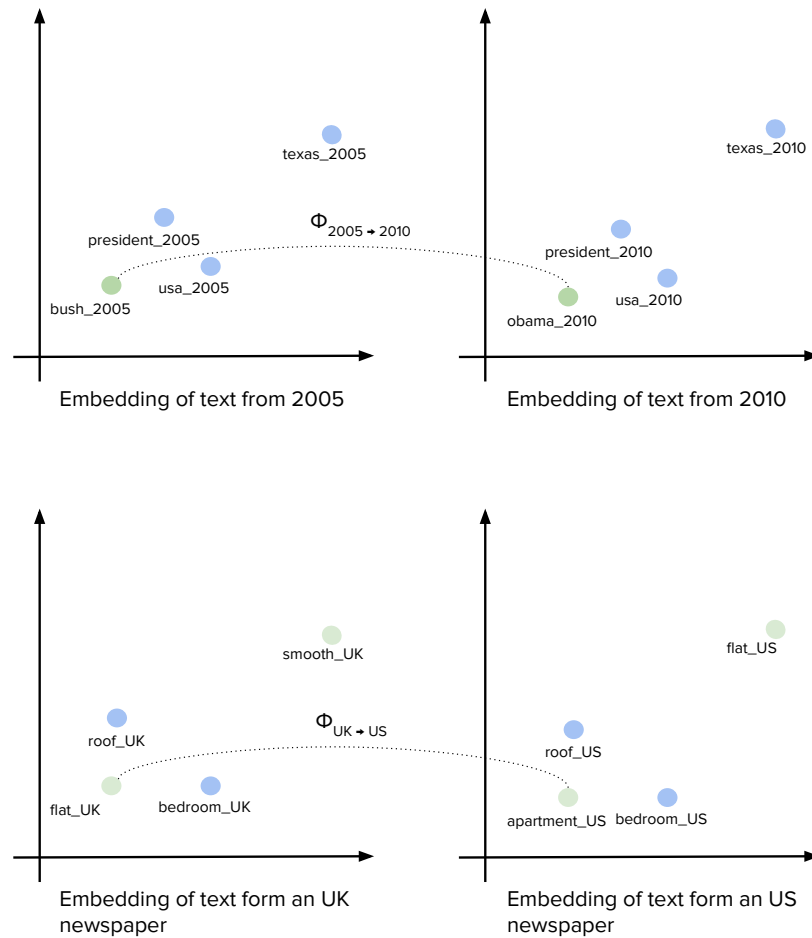 texas_2005
president_2005
usa_2005
bush_2005
Φ2005 → 2010
texas_2010
president_2010
usa_2010
obama_2010
Embedding of text from 2005
Embedding of text from 2010
smooth_UK
roof_UK
flat_UK
bedroom_UK
ΦUK → US
flat_US
roof_US
apartment_US
bedroom_US
Embedding of text form an UK
newspaper
Embedding of text form an US
newspaper